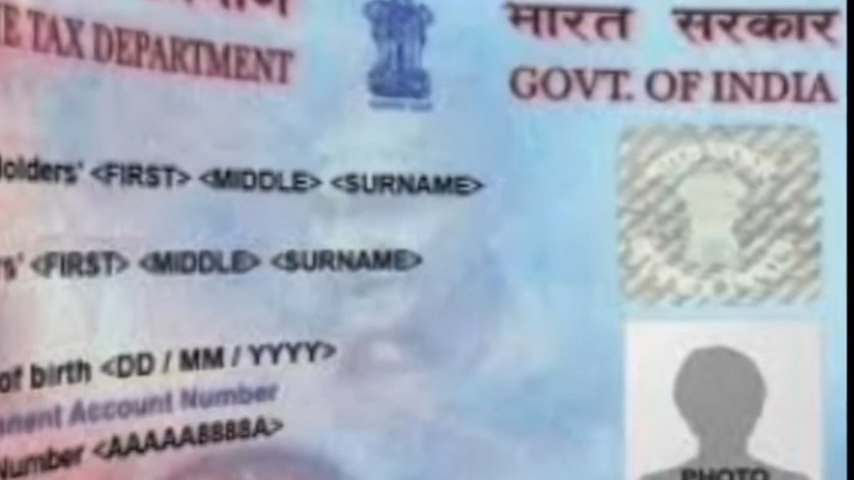 भारत सरकार
E TAX DEPARTMENT
GOVT. OF INDIA
olders' <FIRST> <MIDDLE> <SURNAME>
s' <FIRST> <MIDDLE> <SURNAME>
of birth <DD / MM / YYYY>
nent Account Number
Number <AAAAA8888A>
PHOTO